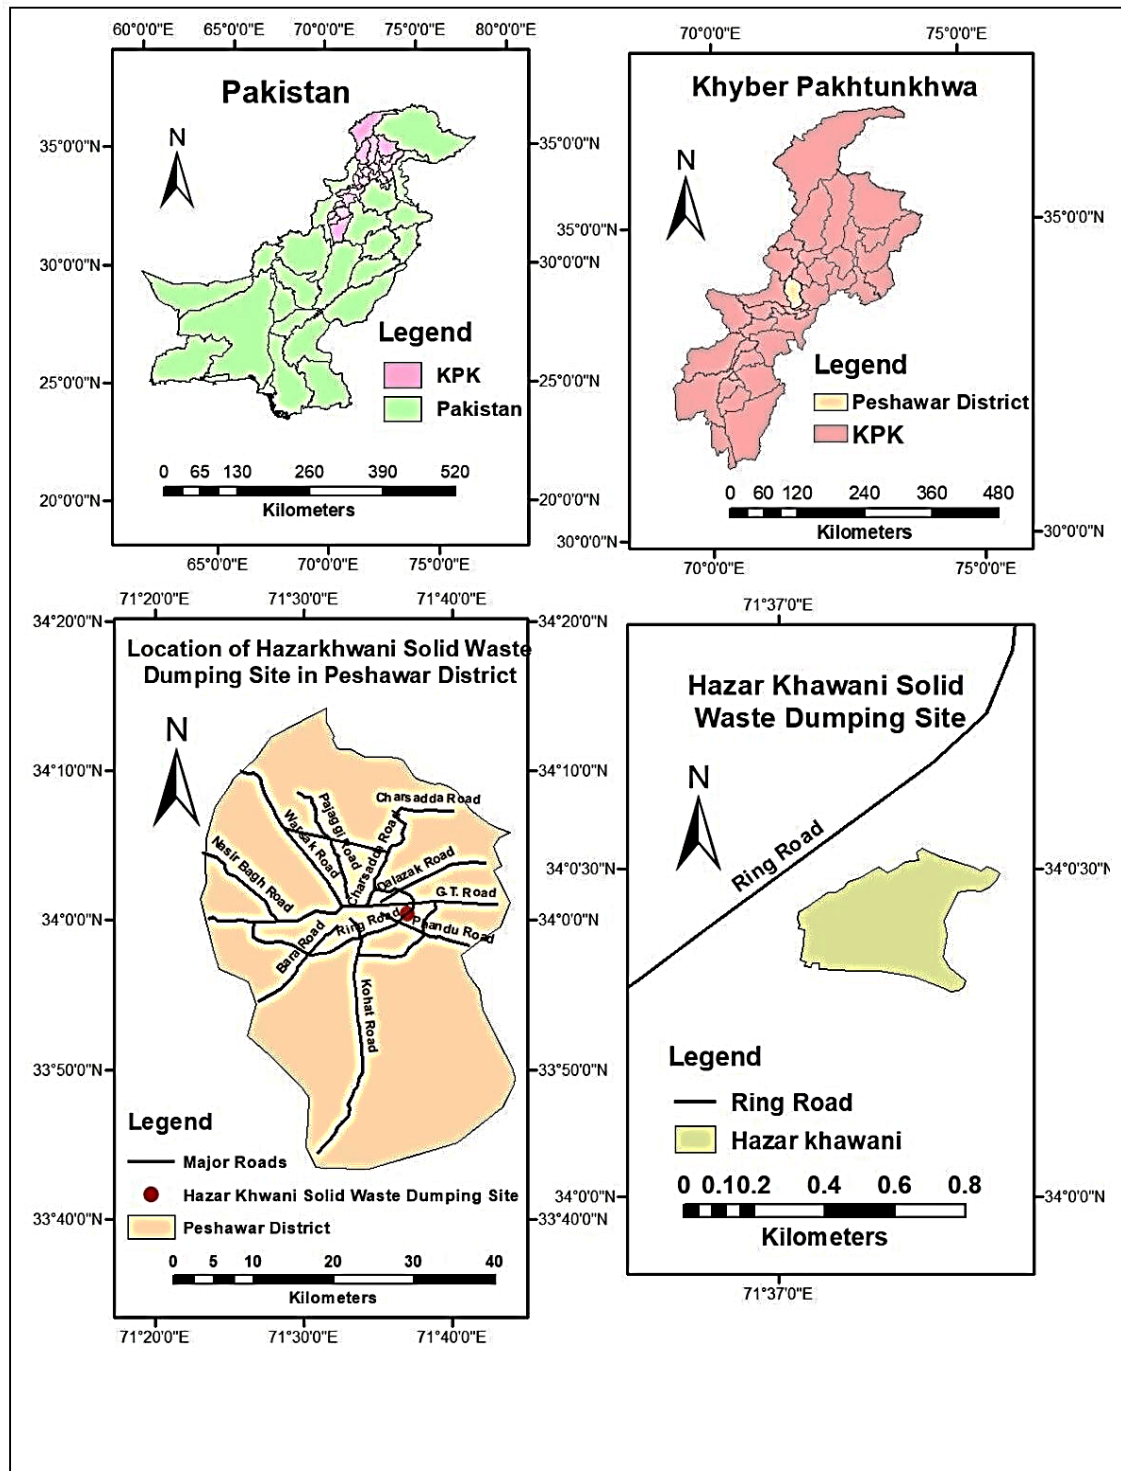 60°0'0"E 65°0'0"E 70°0'0"E 75°0'0"E 80°0'0"E
Pakistan
N
35°0'0"N
35°0'0"N
30°0'0"N
30°0'0"N
25°0'0"N
25°0'0"N
20°0'0"N
20°0'0"N
Legend
KPK
Pakistan
0 65 130 260 390 520
Kilometers
65°0'0"E 70°0'0"E 75°0'0"E
70°0'0"E 75°0'0"E
Khyber Pakhtunkhwa
N
35°0'0"N
35°0'0"N
30°0'0"N
30°0'0"N
Legend
Peshawar District
KPK
0 60 120 240 360 480
Kilometers
70°0'0"E 75°0'0"E
71°20'0"E 71°30'0"E 71°40'0"E
34°20'0"N
34°20'0"N
Location of Hazarkhwani Solid Waste
Dumping Site in Peshawar District
N
34°10'0"N
34°10'0"N
Charsadda Road
Pajaggi Road
Warsak Road
Charsadda Road
Nasir Bagh Road
Dalazak Road
G.T. Road
34°0'0"N
34°0'0"N
Ring Road
Phandu Road
Bara Road
Kohat Road
33°50'0"N
33°50'0"N
Legend
Major Roads
Hazar Khwani Solid Waste Dumping Site
Peshawar District
33°40'0"N
33°40'0"N
0 5 10 20 30 40
Kilometers
71°20'0"E 71°30'0"E 71°40'0"E
71°37'0"E
Hazar Khawani Solid
Waste Dumping Site
N
Ring Road
34°0'30"N
34°0'30"N
Legend
Ring Road
Hazar khawani
0 0.1 0.2 0.4 0.6 0.8
Kilometers
34°0'0"N
34°0'0"N
71°37'0"E